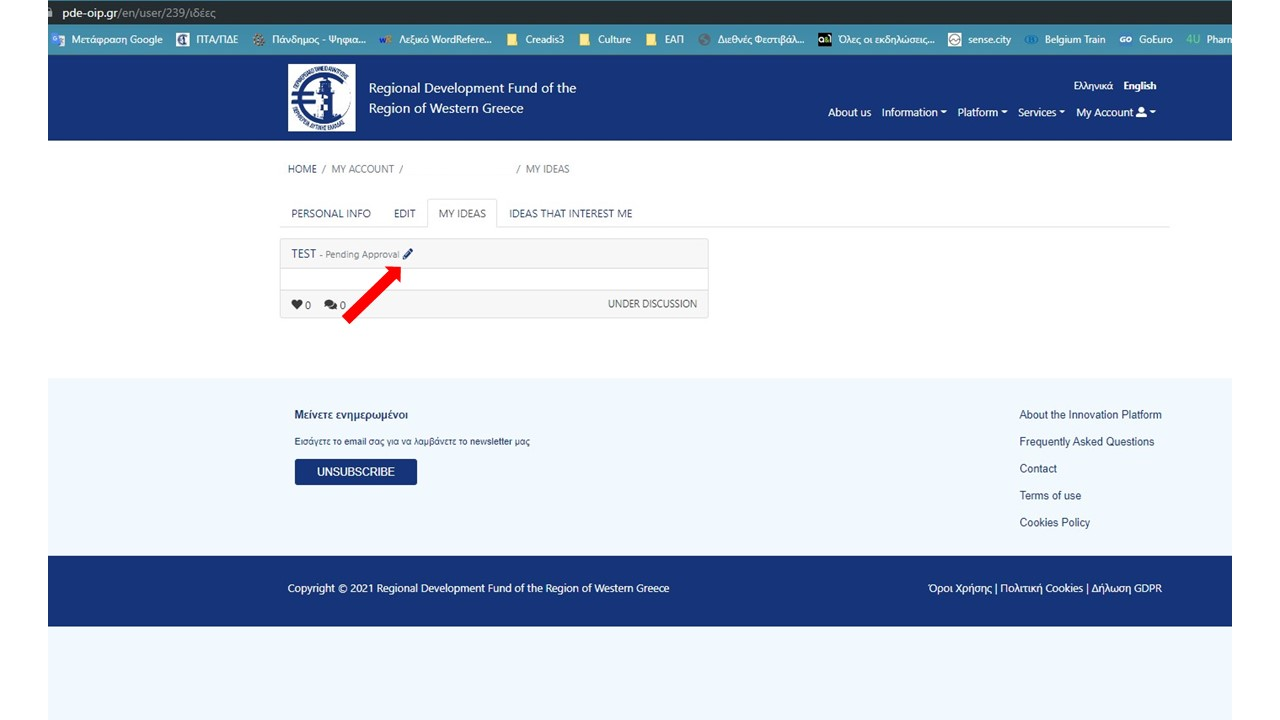 pde-oip.gr/en/user/239/ιδέες
Μετάφραση Google ΠΤΑ/ΠΔΕ Πάνδημος - Ψηφια... Λεξικό WordRefere... Creadis3 Culture ΕΑΠ Διεθνές Φεστιβάλ... Όλες οι εκδηλώσεις... sense.city Belgium Train GoEuro Pharm
Regional Development Fund of the
Region of Western Greece
Ελληνικά English
About us Information Platform Services My Account
HOME / MY ACCOUNT / / MY IDEAS
PERSONAL INFO EDIT MY IDEAS IDEAS THAT INTEREST ME
TEST - Pending Approval
0 0 UNDER DISCUSSION
Μείνετε ενημερωμένοι
Εισάγετε το email σας για να λαμβάνετε το newsletter μας
UNSUBSCRIBE
About the Innovation Platform
Frequently Asked Questions
Contact
Terms of use
Cookies Policy
Copyright © 2021 Regional Development Fund of the Region of Western Greece
Όροι Χρήσης | Πολιτική Cookies | Δήλωση GDPR